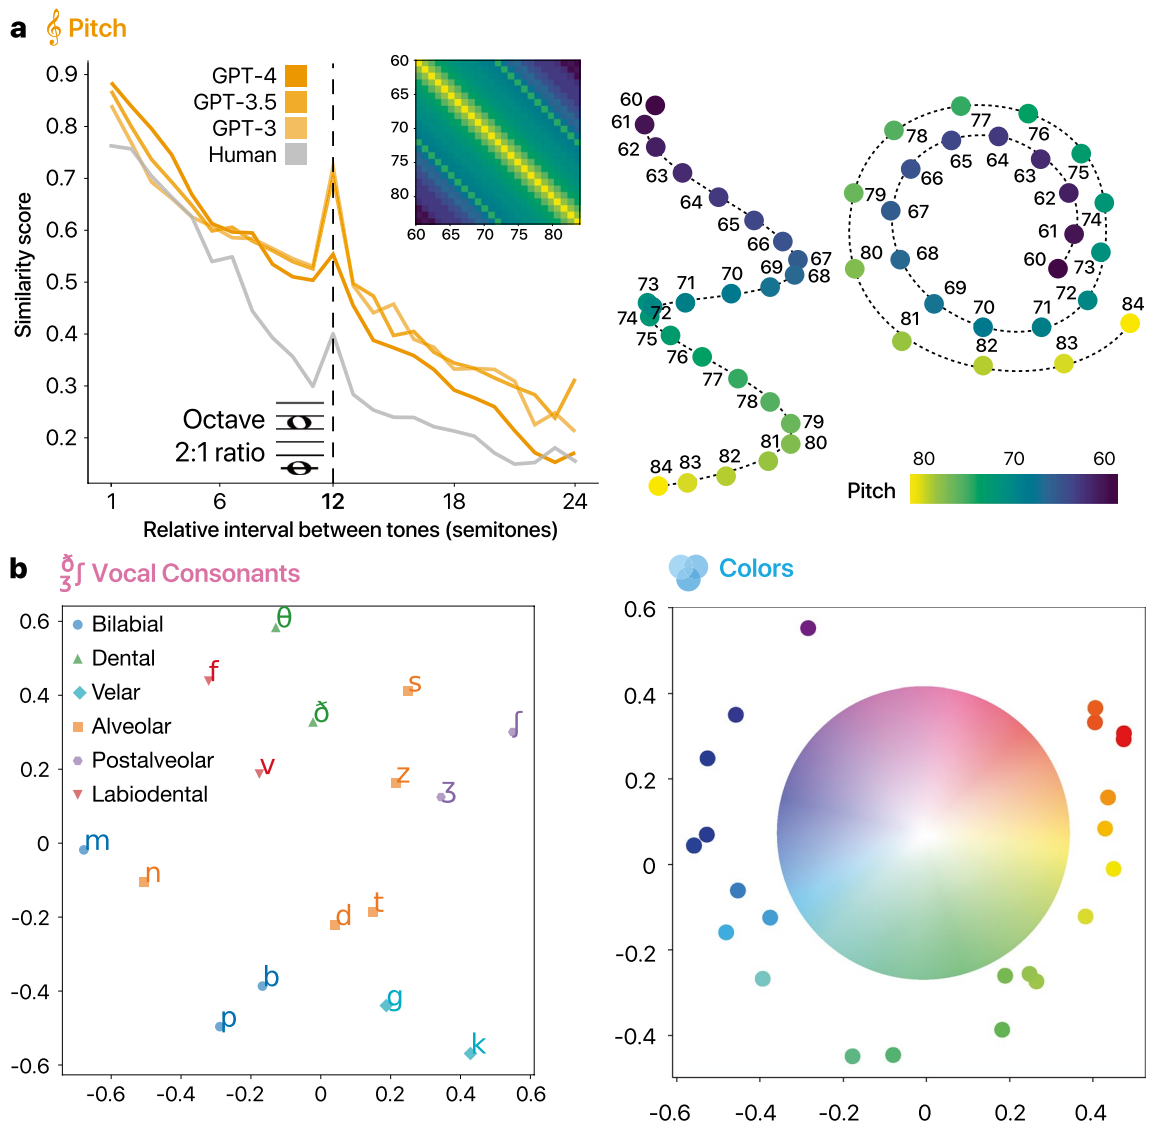 a Pitch
GPT-4
GPT-3.5
GPT-3
Human
Similarity score
0.9
0.8
0.7
0.6
0.5
0.4
0.3
0.2
Octave
2:1 ratio
1 6 12 18 24
Relative interval between tones (semitones)
60
65
70
75
80
60 65 70 75 80
60
61
62
63
64
65
66
67
68
69
70
71
72
73
74
75
76
77
78
79
80
81
82
83
84
60
61
62
63
64
65
66
67
68
69
70
71
72
73
74
75
76
77
78
79
80
81
82
83
84
Pitch
80 70 60
b ð ʒ ʃ Vocal Consonants
0.6
0.4
0.2
0
-0.2
-0.4
-0.6
Bilabial
Dental
Velar
Alveolar
Postalveolar
Labiodental
θ
f
s
ð
ʃ
v
z
ʒ
m
n
d
t
b
p
g
k
-0.6 -0.4 -0.2 0 0.2 0.4 0.6
Colors
0.6
0.4
0.2
0
-0.2
-0.4
-0.6 -0.4 -0.2 0 0.2 0.4